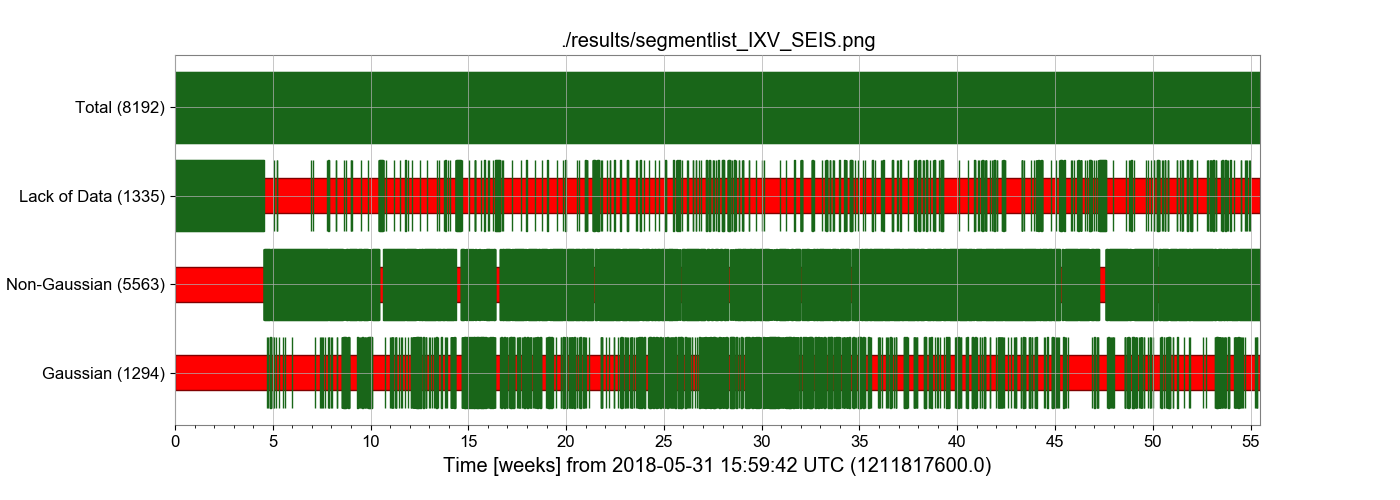 ./results/segmentlist_IXV_SEIS.png
Total (8192)
Lack of Data (1335)
Non-Gaussian (5563)
Gaussian (1294)
0 5 10 15 20 25 30 35 40 45 50 55
Time [weeks] from 2018-05-31 15:59:42 UTC (1211817600.0)